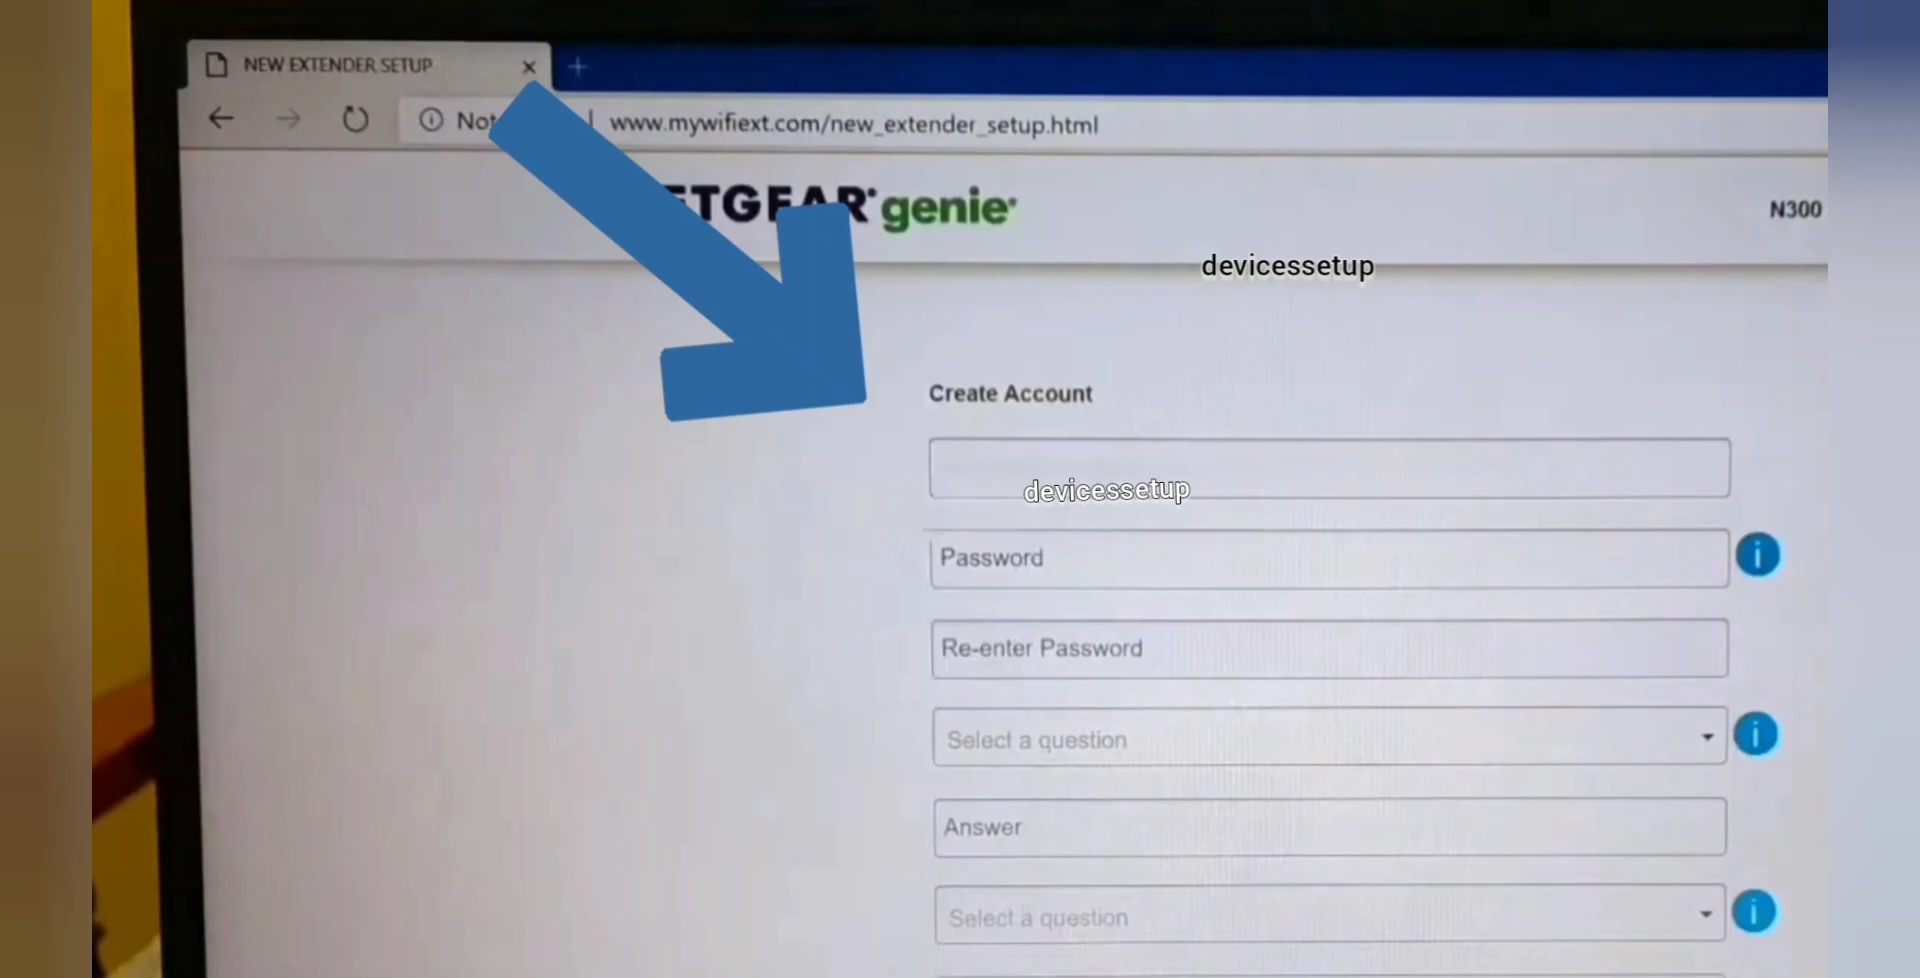 NEW EXTENDER SETUP
www.mywifiext.com/new_extender_setup.html
genie
N300
devicessetup
Create Account
devicessetup
Password
Re-enter Password
Select a question
Answer
Select a question